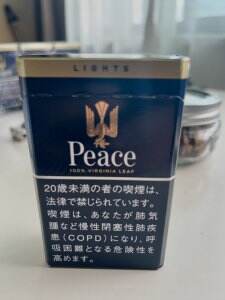 LIGHTS
The
Peace
100% VIRGINIA LEAF
20歳未満の者の喫煙は、
法律で禁じられています。
喫煙は、あなたが肺気
腫など慢性閉塞性肺疾
患(COPD)になり、呼
吸困難となる危険性を
高めます。